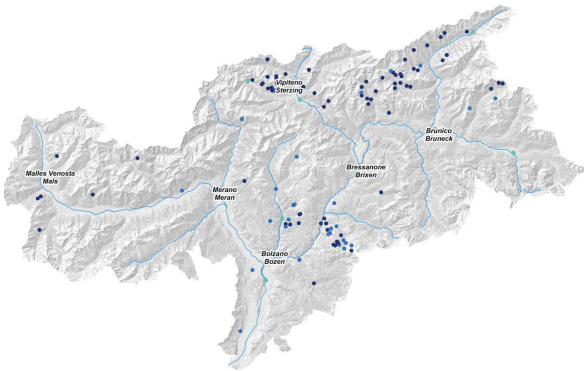 Vipiteno
Sterzing
Brunico
Bruneck
Bressanone
Brixen
Malles Venosta
Mals
Merano
Meran
Bolzano
Bozen